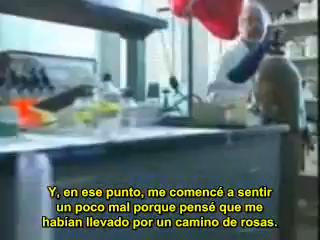 Y, en ese punto, me comencé a sentir
un poco mal porque pensé que me
habían llevado por un camino de rosas.